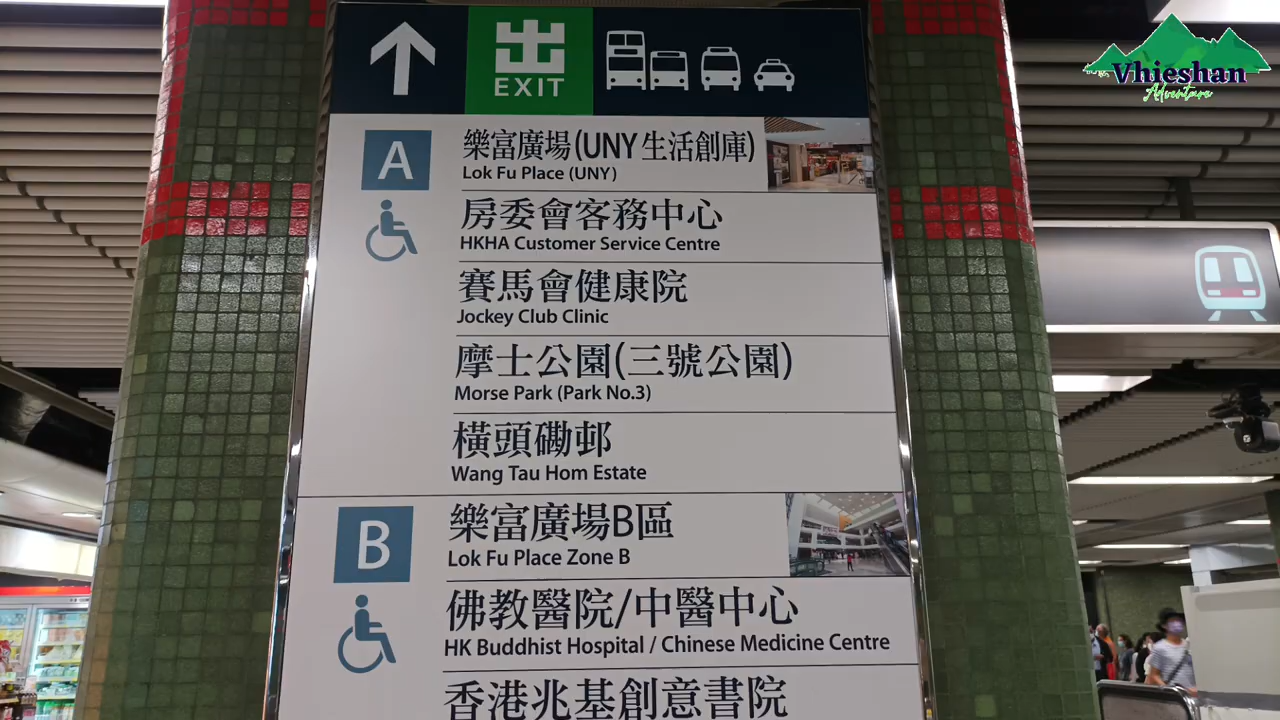 出
EXIT
A
樂富廣場(UNY 生活創庫)
Lok Fu Place (UNY)
房委會客務中心
HKHA Customer Service Centre
賽馬會健康院
Jockey Club Clinic
摩士公園(三號公園)
Morse Park (Park No.3)
橫頭磡邨
Wang Tau Hom Estate
B
樂富廣場B區
Lok Fu Place Zone B
佛教醫院/中醫中心
HK Buddhist Hospital / Chinese Medicine Centre
香港兆基創意書院
Vhieshan
Adventure